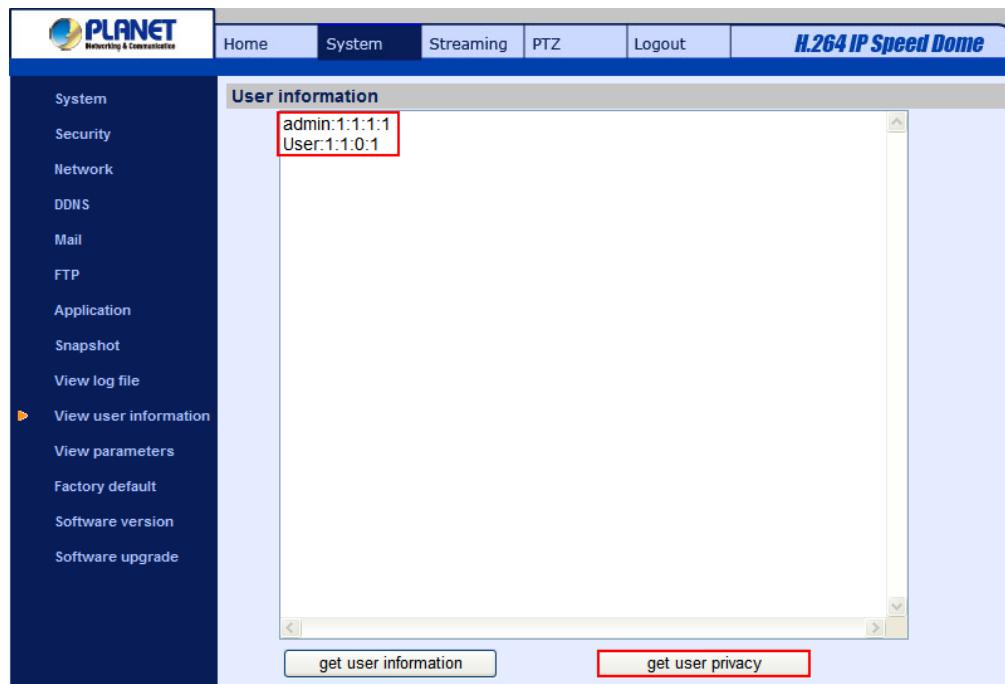 PLANET
Networking & Communication
Home System Streaming PTZ Logout H.264 IP Speed Dome
System
Security
Network
DDNS
Mail
FTP
Application
Snapshot
View log file
View user information
View parameters
Factory default
Software version
Software upgrade
User information
admin:1:1:1:1
User:1:1:0:1
get user information get user privacy